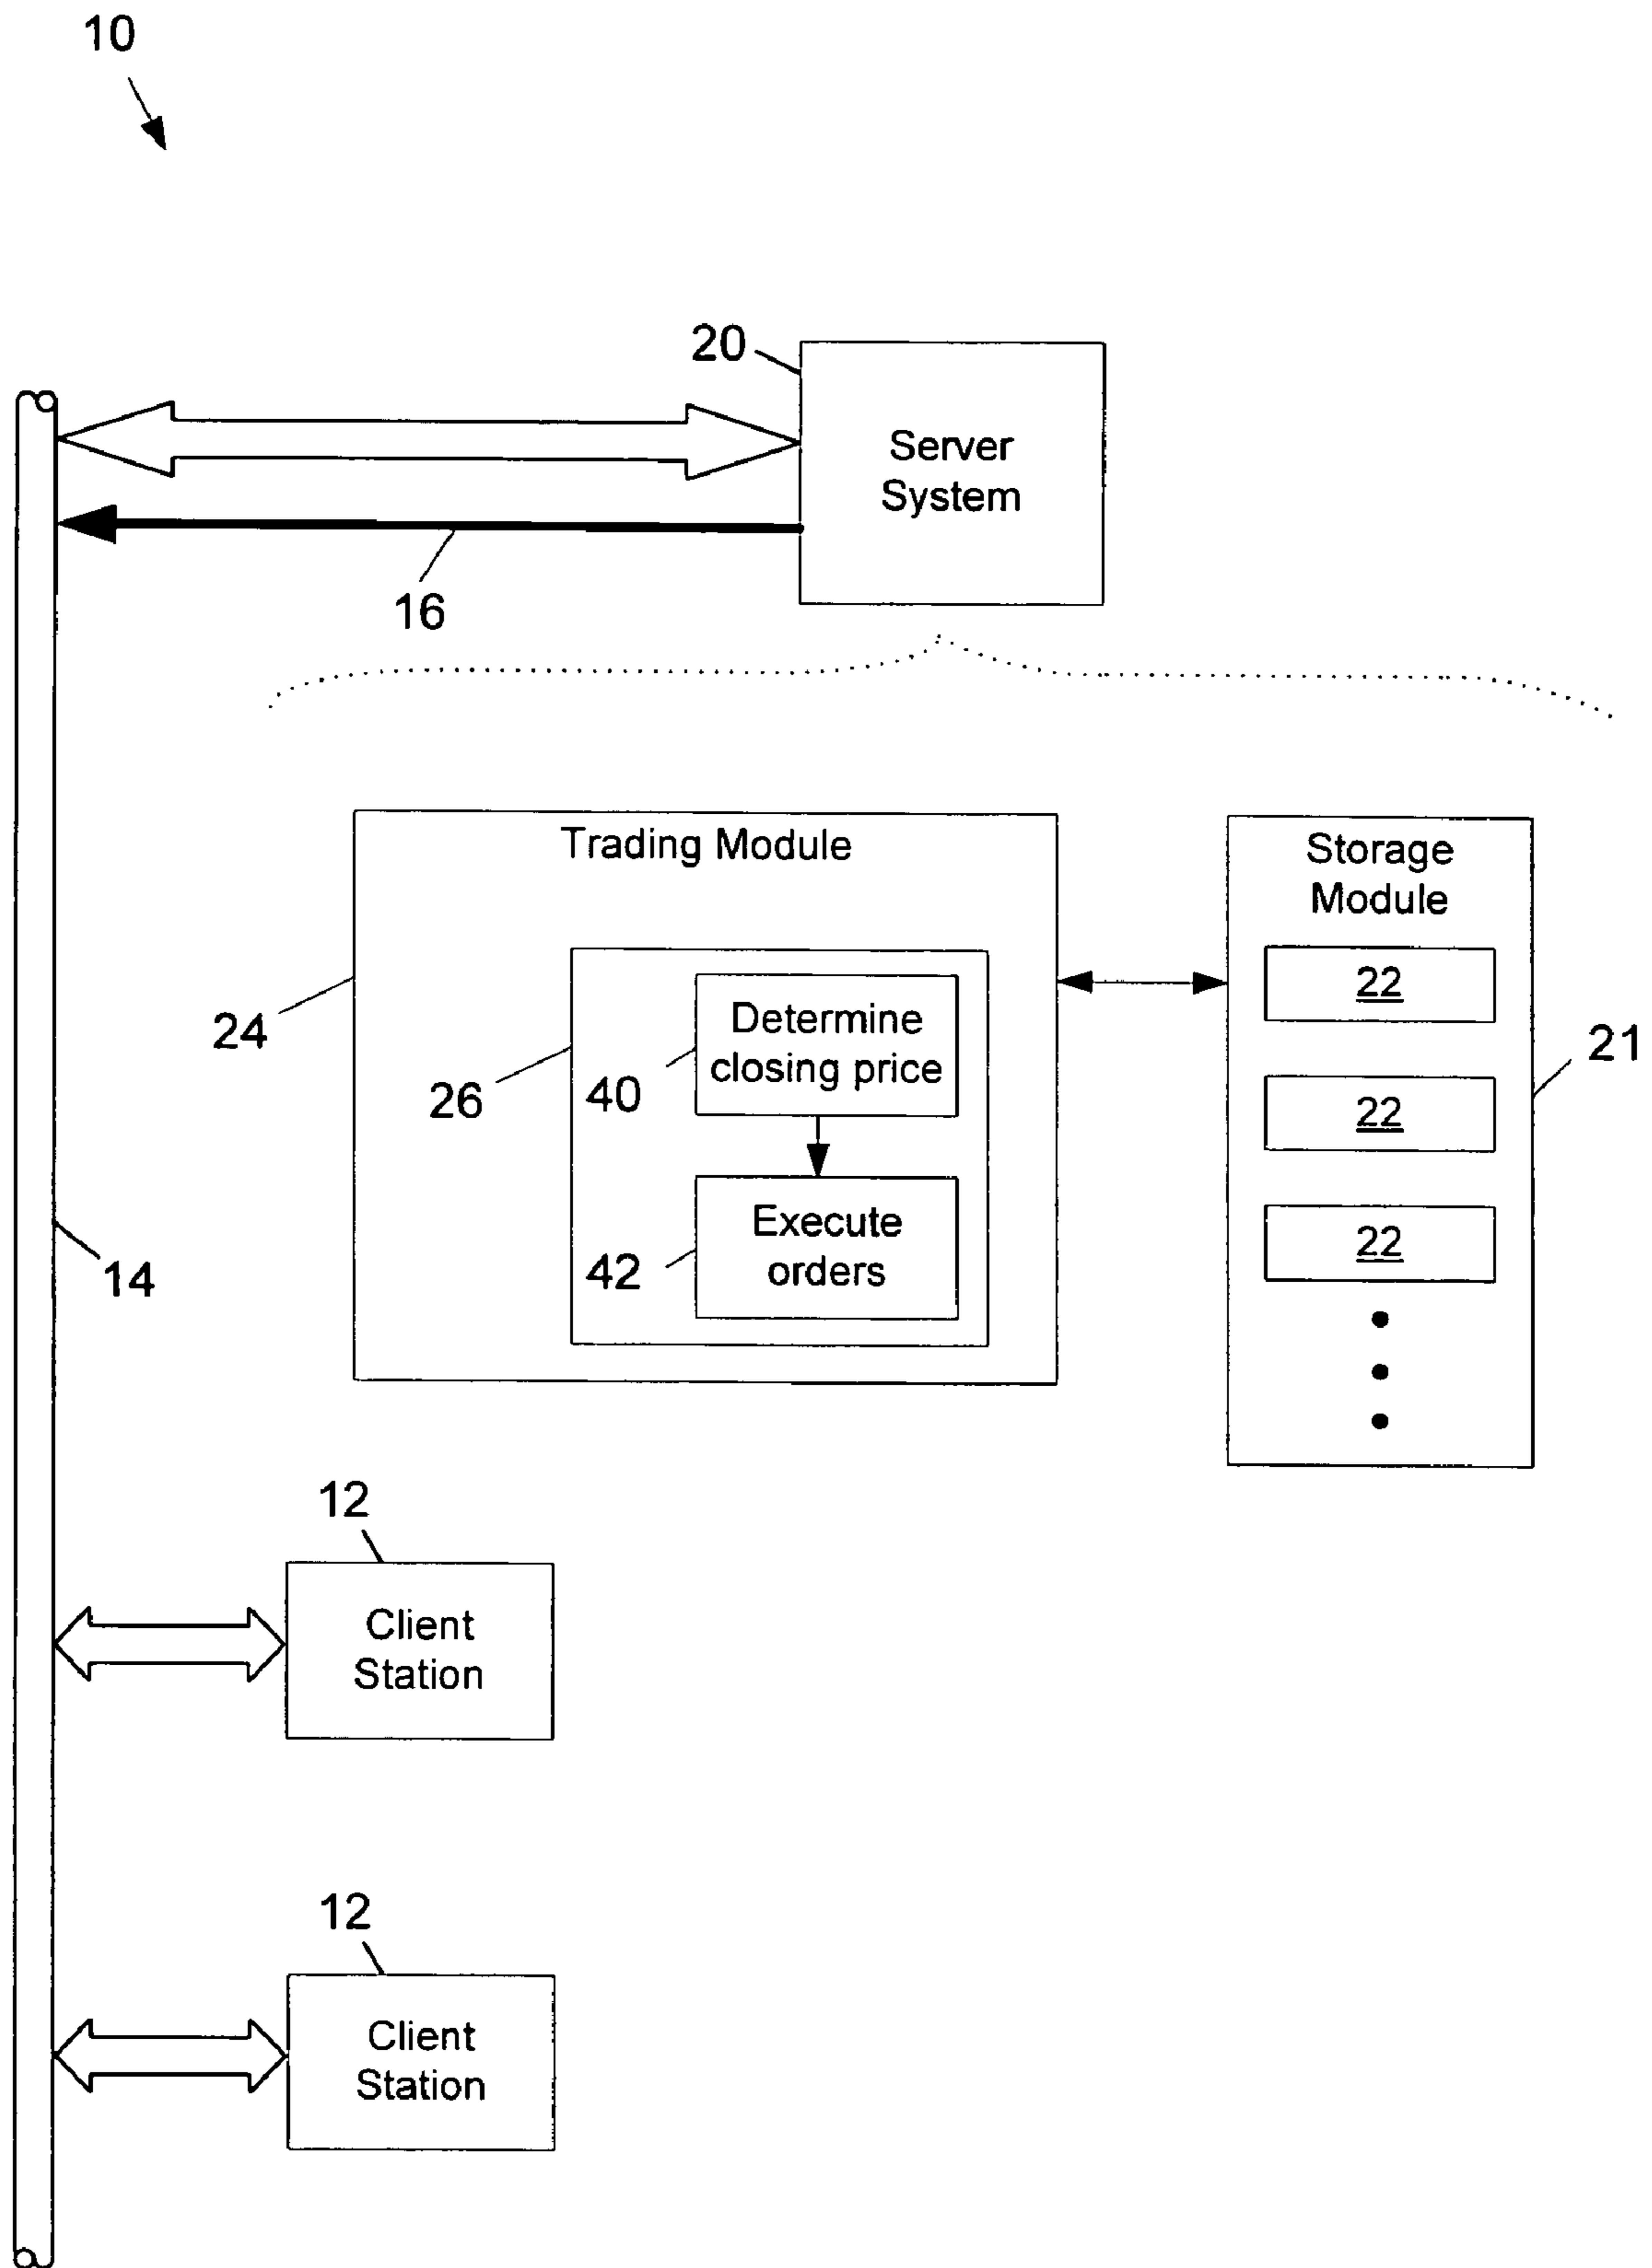 10
20
Server
System
16
Trading Module
Storage
Module
24
26
40
Determine
closing price
42
Execute
orders
22
22
22
21
14
12
Client
Station
12
Client
Station